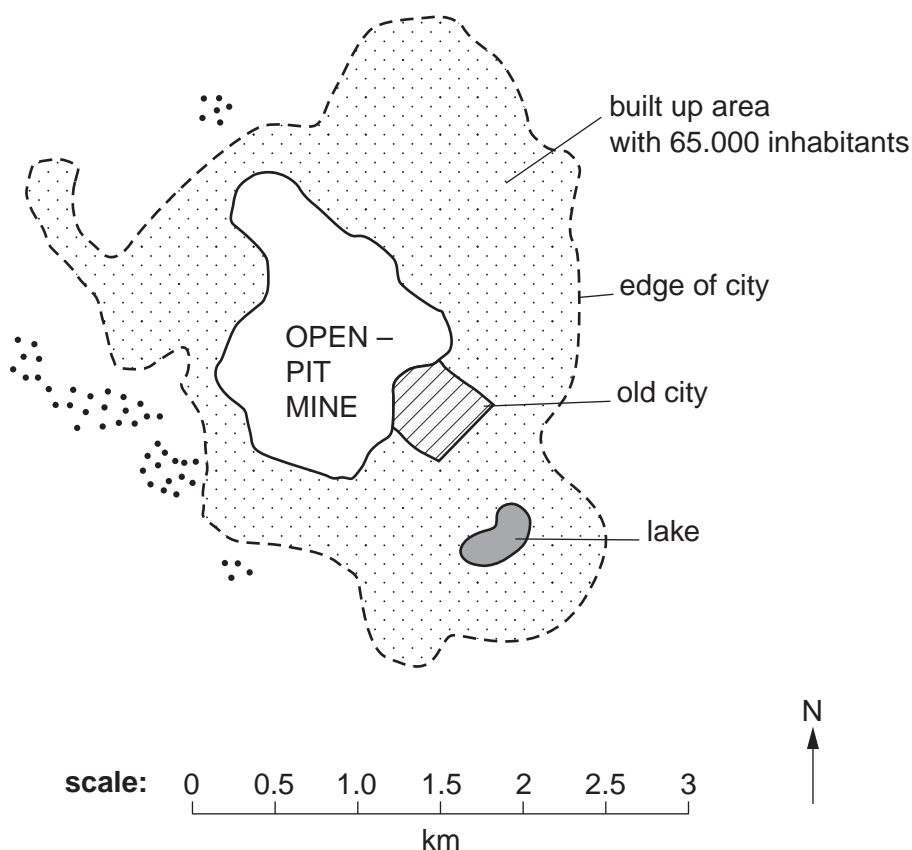 built up area
with 65.000 inhabitants
edge of city
OPEN –
PIT
MINE
old city
lake
N
scale: 0 0.5 1.0 1.5 2 2.5 3
km